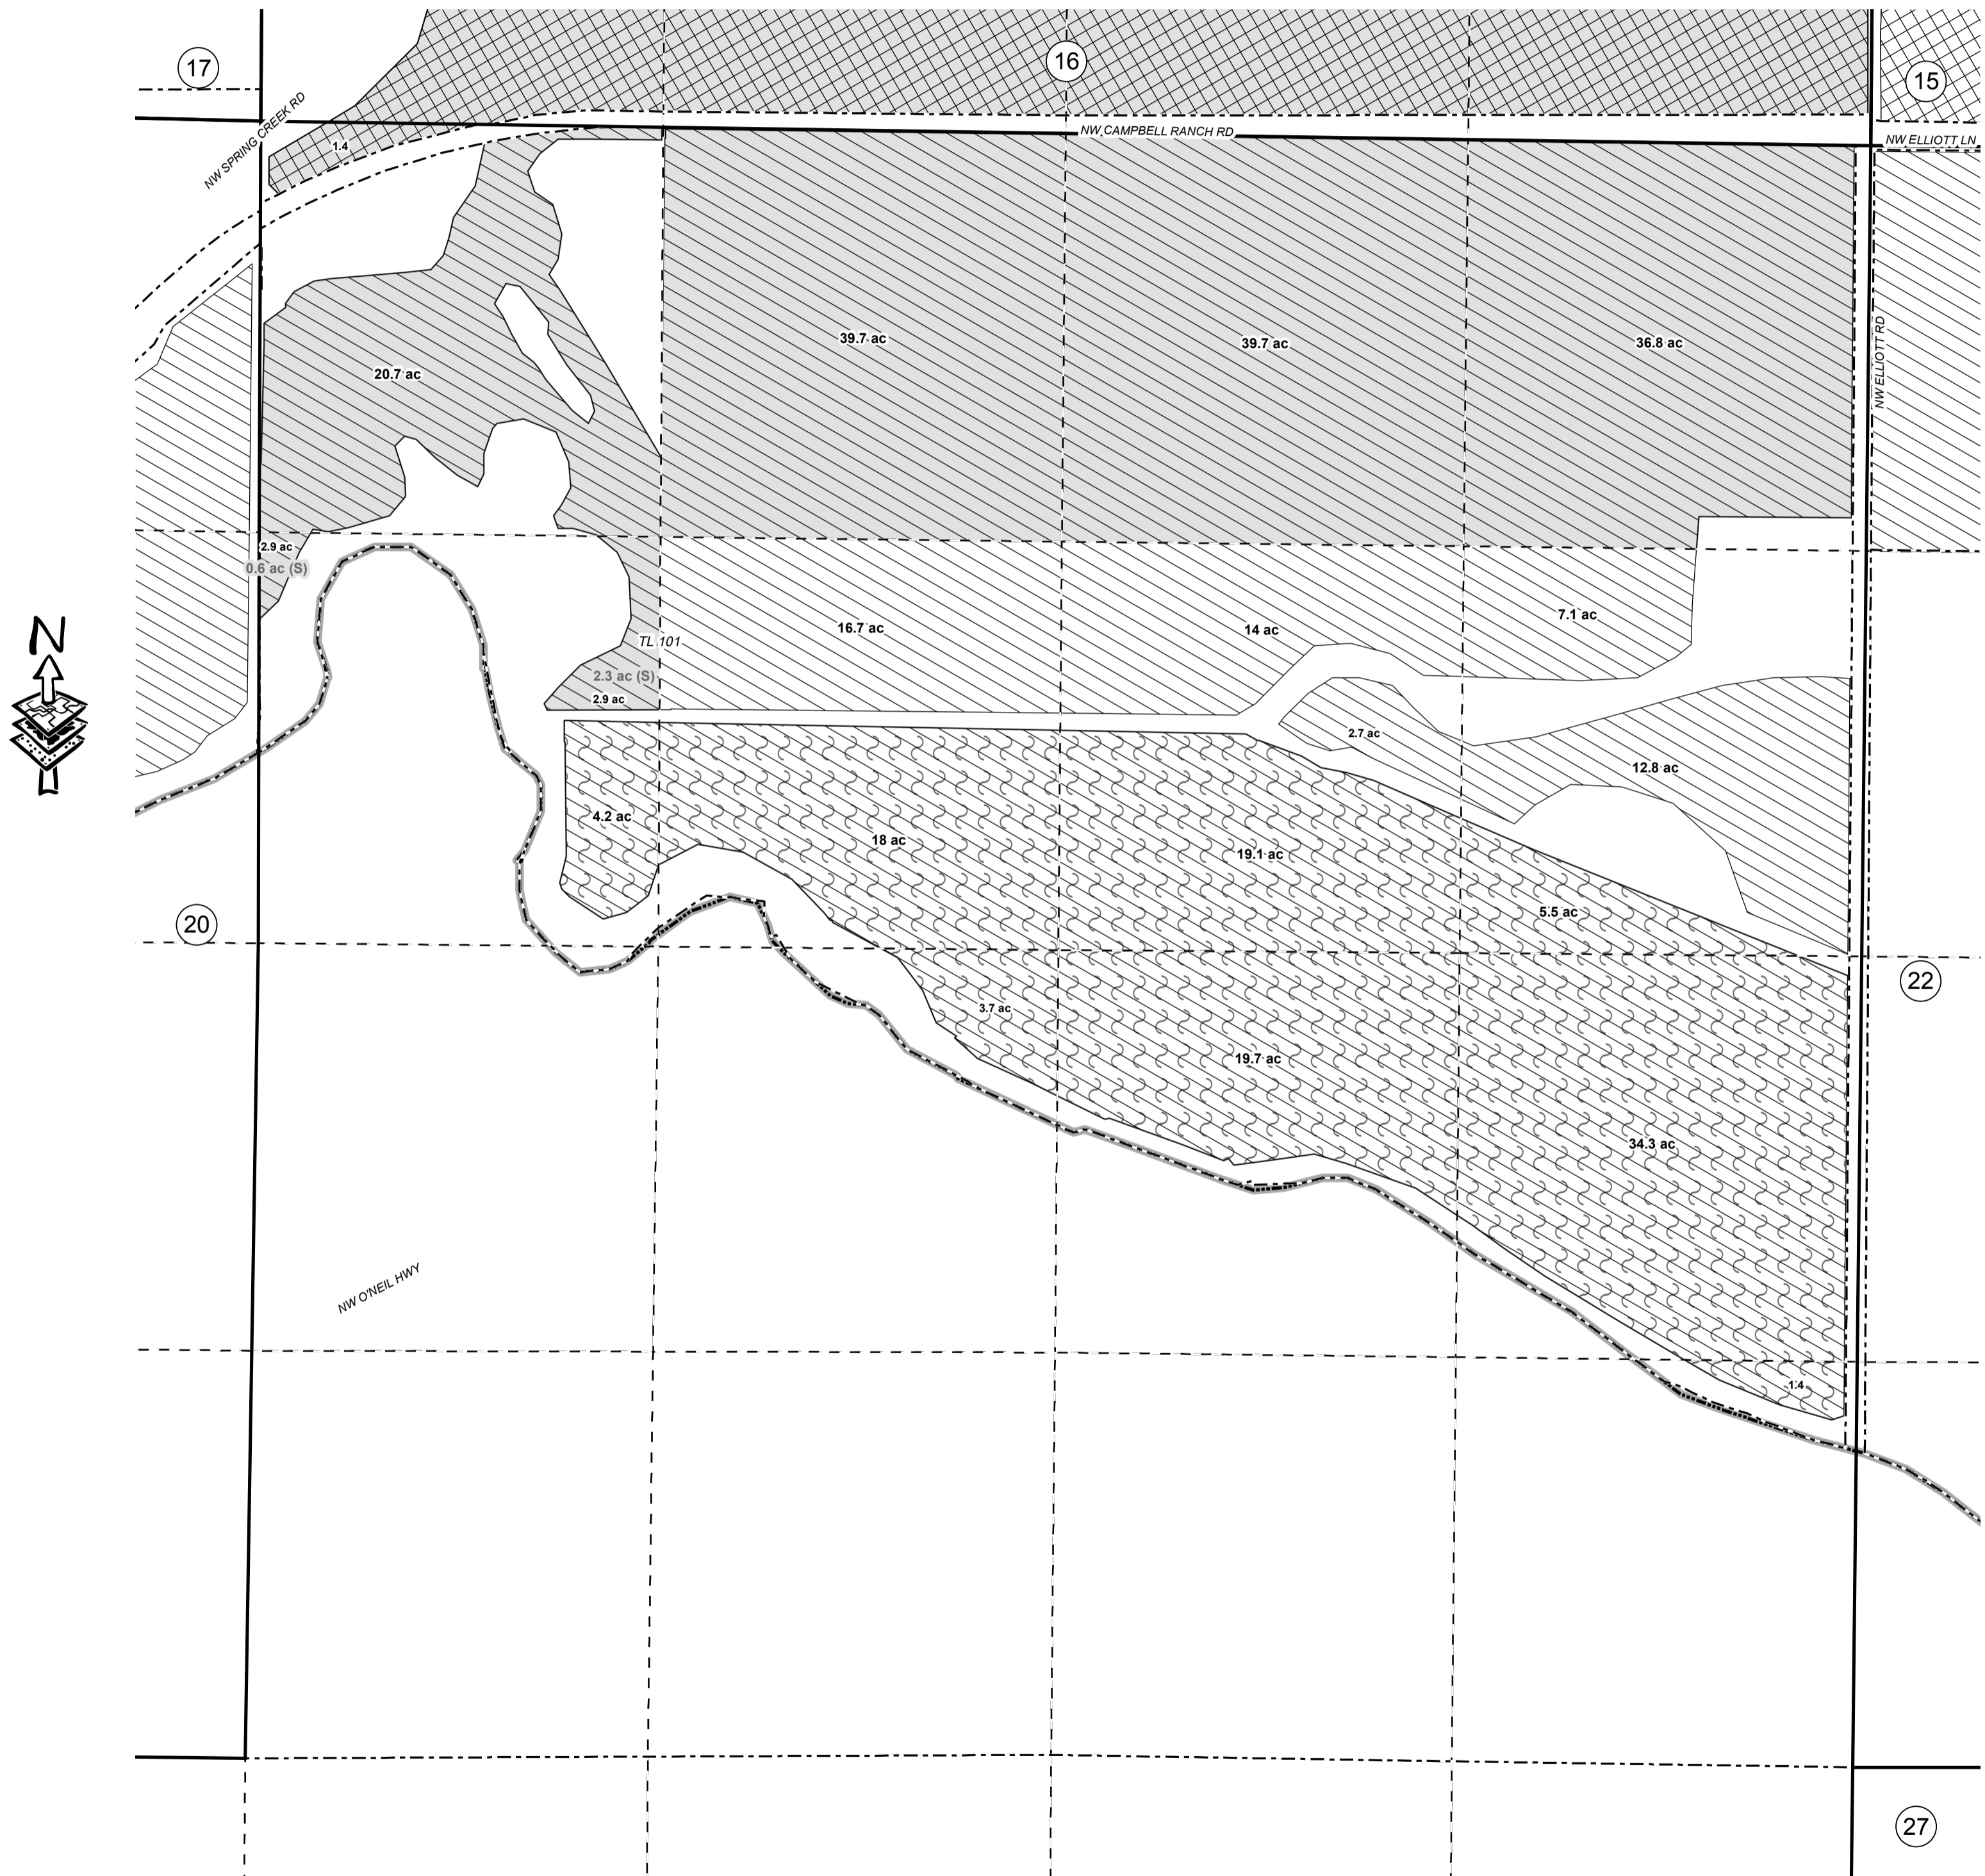 17
16
15
NW SPRING CREEK RD
1.4
NW CAMPBELL RANCH RD
NW ELLIOTT LN
39.7 ac
39.7 ac
36.8 ac
NW ELLIOTT RD
20.7 ac
2.9 ac
0.6 ac (S)
N
16.7 ac
14 ac
7.1 ac
TL 101
2.3 ac (S)
2.9 ac
2.7 ac
12.8 ac
4.2 ac
18 ac
19.1 ac
5.5 ac
20
22
3.7 ac
19.7 ac
34.3 ac
NW O'NEIL HWY
1.4
27